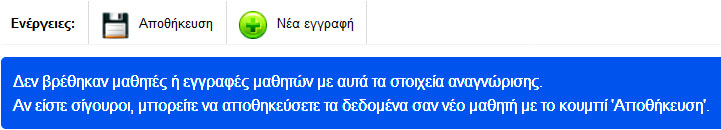 Ενέργειες: Αποθήκευση Νέα εγγραφή
Δεν βρέθηκαν μαθητές ή εγγραφές μαθητών με αυτά τα στοιχεία αναγνώρισης.
Αν είστε σίγουροι, μπορείτε να αποθηκεύσετε τα δεδομένα σαν νέο μαθητή με το κουμπί 'Αποθήκευση'.